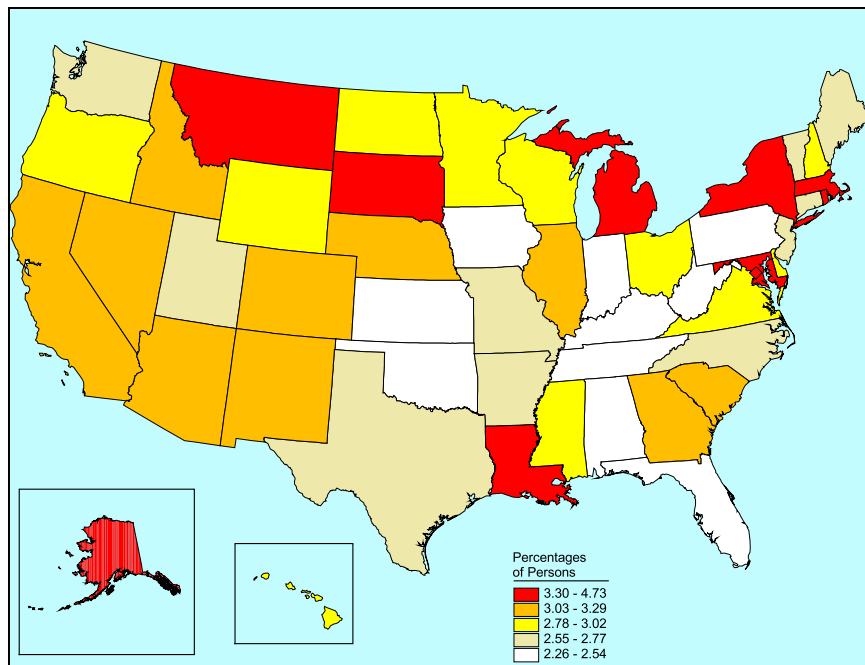 Percentages
of Persons
3.30 - 4.73
3.03 - 3.29
2.78 - 3.02
2.55 - 2.77
2.26 - 2.54